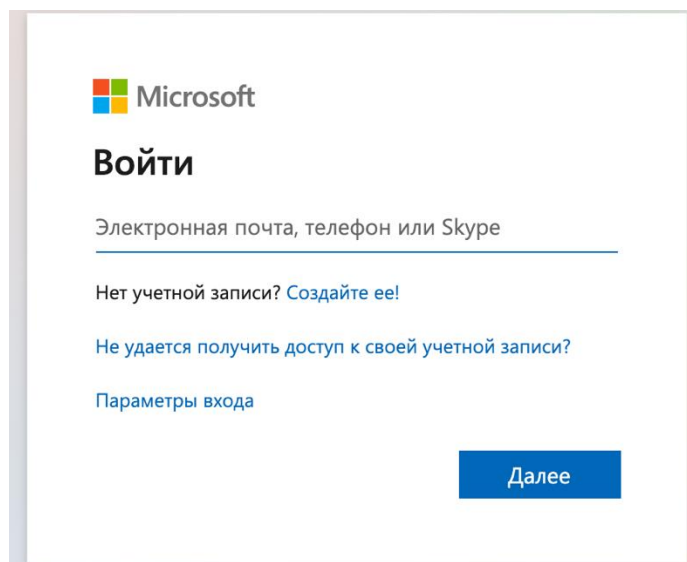 Microsoft
Войти
Электронная почта, телефон или Skype
Нет учетной записи? Создайте ее!
Не удается получить доступ к своей учетной записи?
Параметры входа
Далее